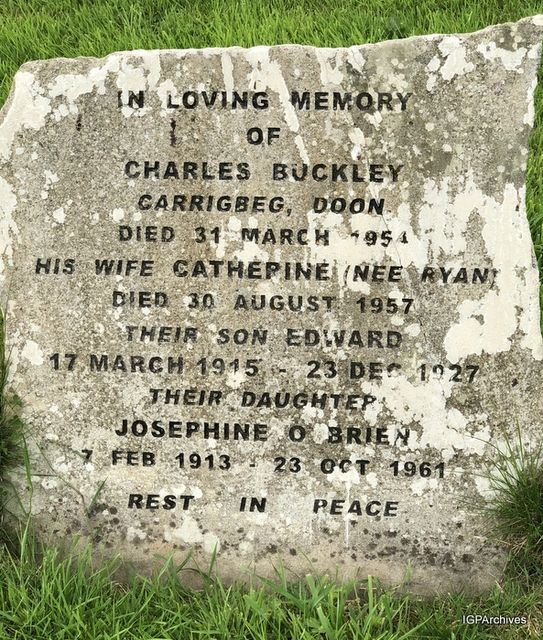 IN LOVING MEMORY
OF
CHARLES BUCKLEY
CARRIGBEG, DOON
DIED 31 MARCH 1954
HIS WIFE CATHERINE (NEE RYAN)
DIED 30 AUGUST 1957
THEIR SON EDWARD
17 MARCH 1915 - 23 DEC 1927
THEIR DAUGHTER
JOSEPHINE O BRIEN
7 FEB 1913 - 23 OCT 1961
REST IN PEACE
IGPArchives